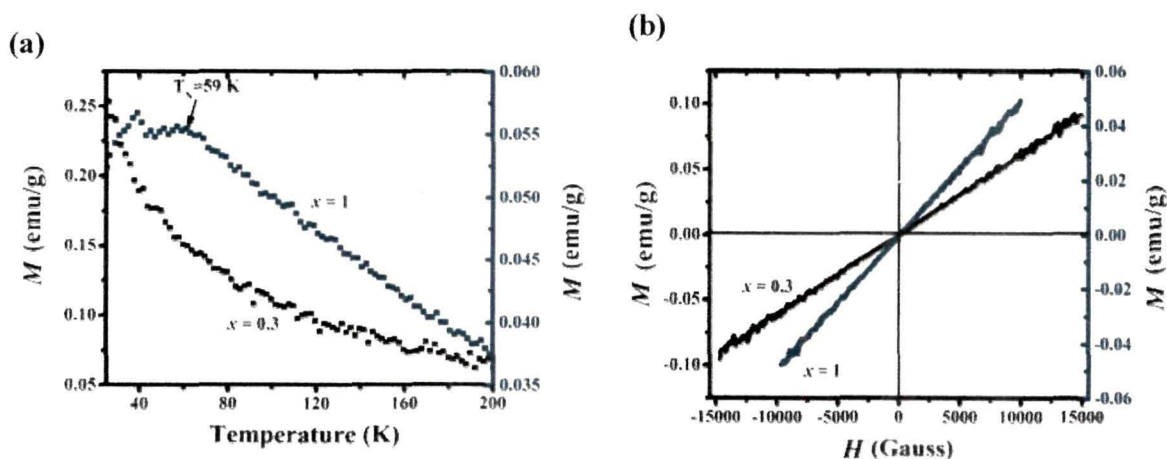 (a)
M (emu/g)
0.25
0.20
0.15
0.10
0.05
T_N=59 K
x = 1
x = 0.3
0.060
0.055
0.050
0.045
0.040
0.035
M (emu/g)
40 80 120 160 200
Temperature (K)
(b)
M (emu/g)
0.10
0.05
0.00
-0.05
-0.10
x = 0.3
x = 1
0.06
0.04
0.02
0.00
-0.02
-0.04
-0.06
M (emu/g)
-15000 -10000 -5000 0 5000 10000 15000
H (Gauss)